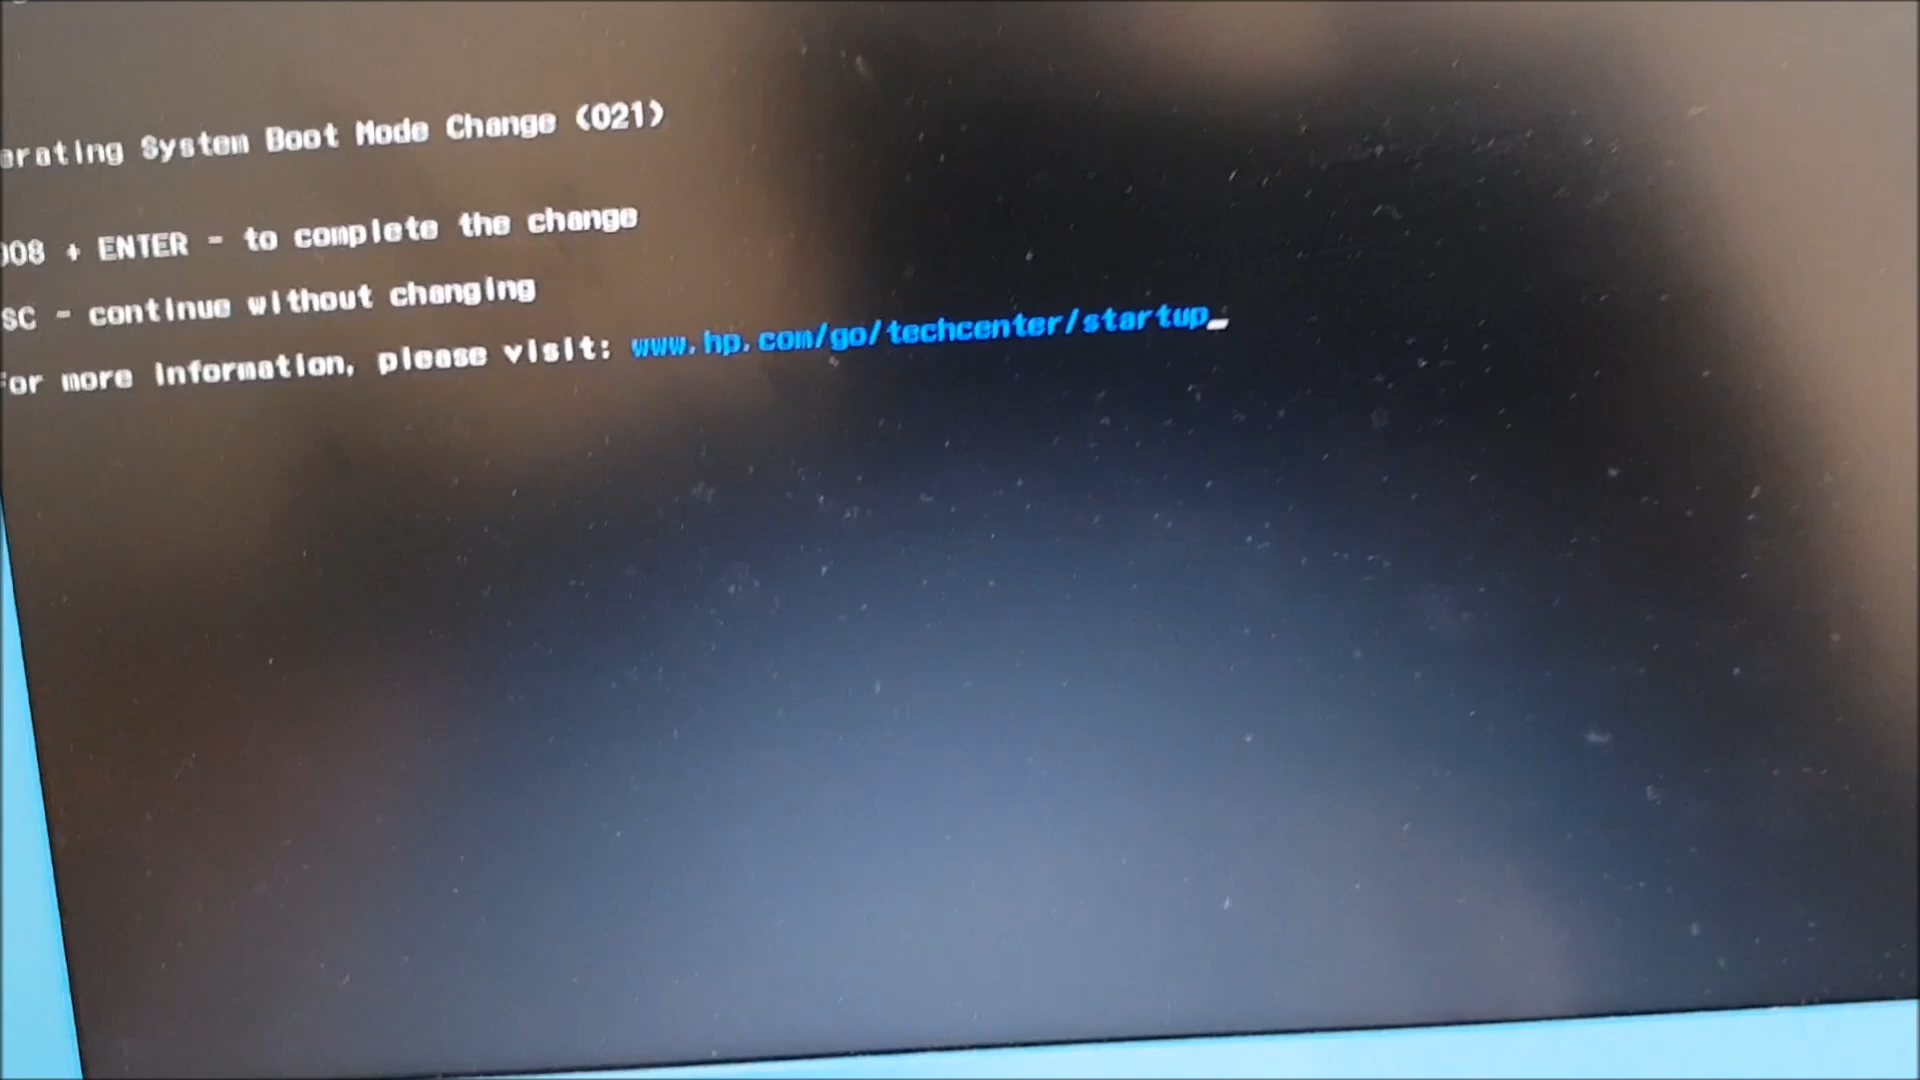 erating System Boot Mode Change (021)
08 + ENTER - to complete the change
SC - continue without changing
For more information, please visit: www.hp.com/go/techcenter/startup